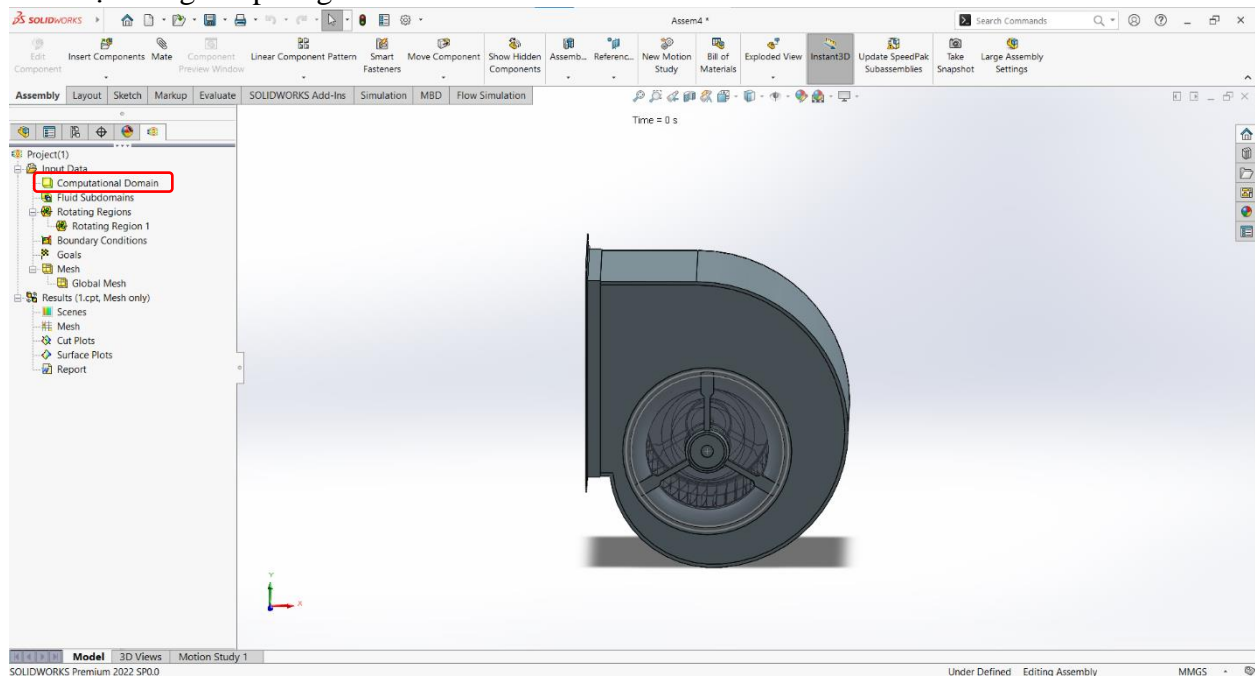 SOLIDWORKS
Assem4 *
Search Commands
Edit Component
Insert Components
Mate
Component Preview Window
Linear Component Pattern
Smart Fasteners
Move Component
Show Hidden Components
Assemb...
Referenc...
New Motion Study
Bill of Materials
Exploded View
Instant3D
Update SpeedPak Subassemblies
Take Snapshot
Large Assembly Settings
Assembly Layout Sketch Markup Evaluate SOLIDWORKS Add-Ins Simulation MBD Flow Simulation
Time = 0 s
Project(1)
Input Data
Computational Domain
Fluid Subdomains
Rotating Regions
Rotating Region 1
Boundary Conditions
Goals
Mesh
Global Mesh
Results (1.cpt, Mesh only)
Scenes
Mesh
Cut Plots
Surface Plots
Report
Y
X
Model 3D Views Motion Study 1
SOLIDWORKS Premium 2022 SP0.0
Under Defined Editing Assembly MMGS